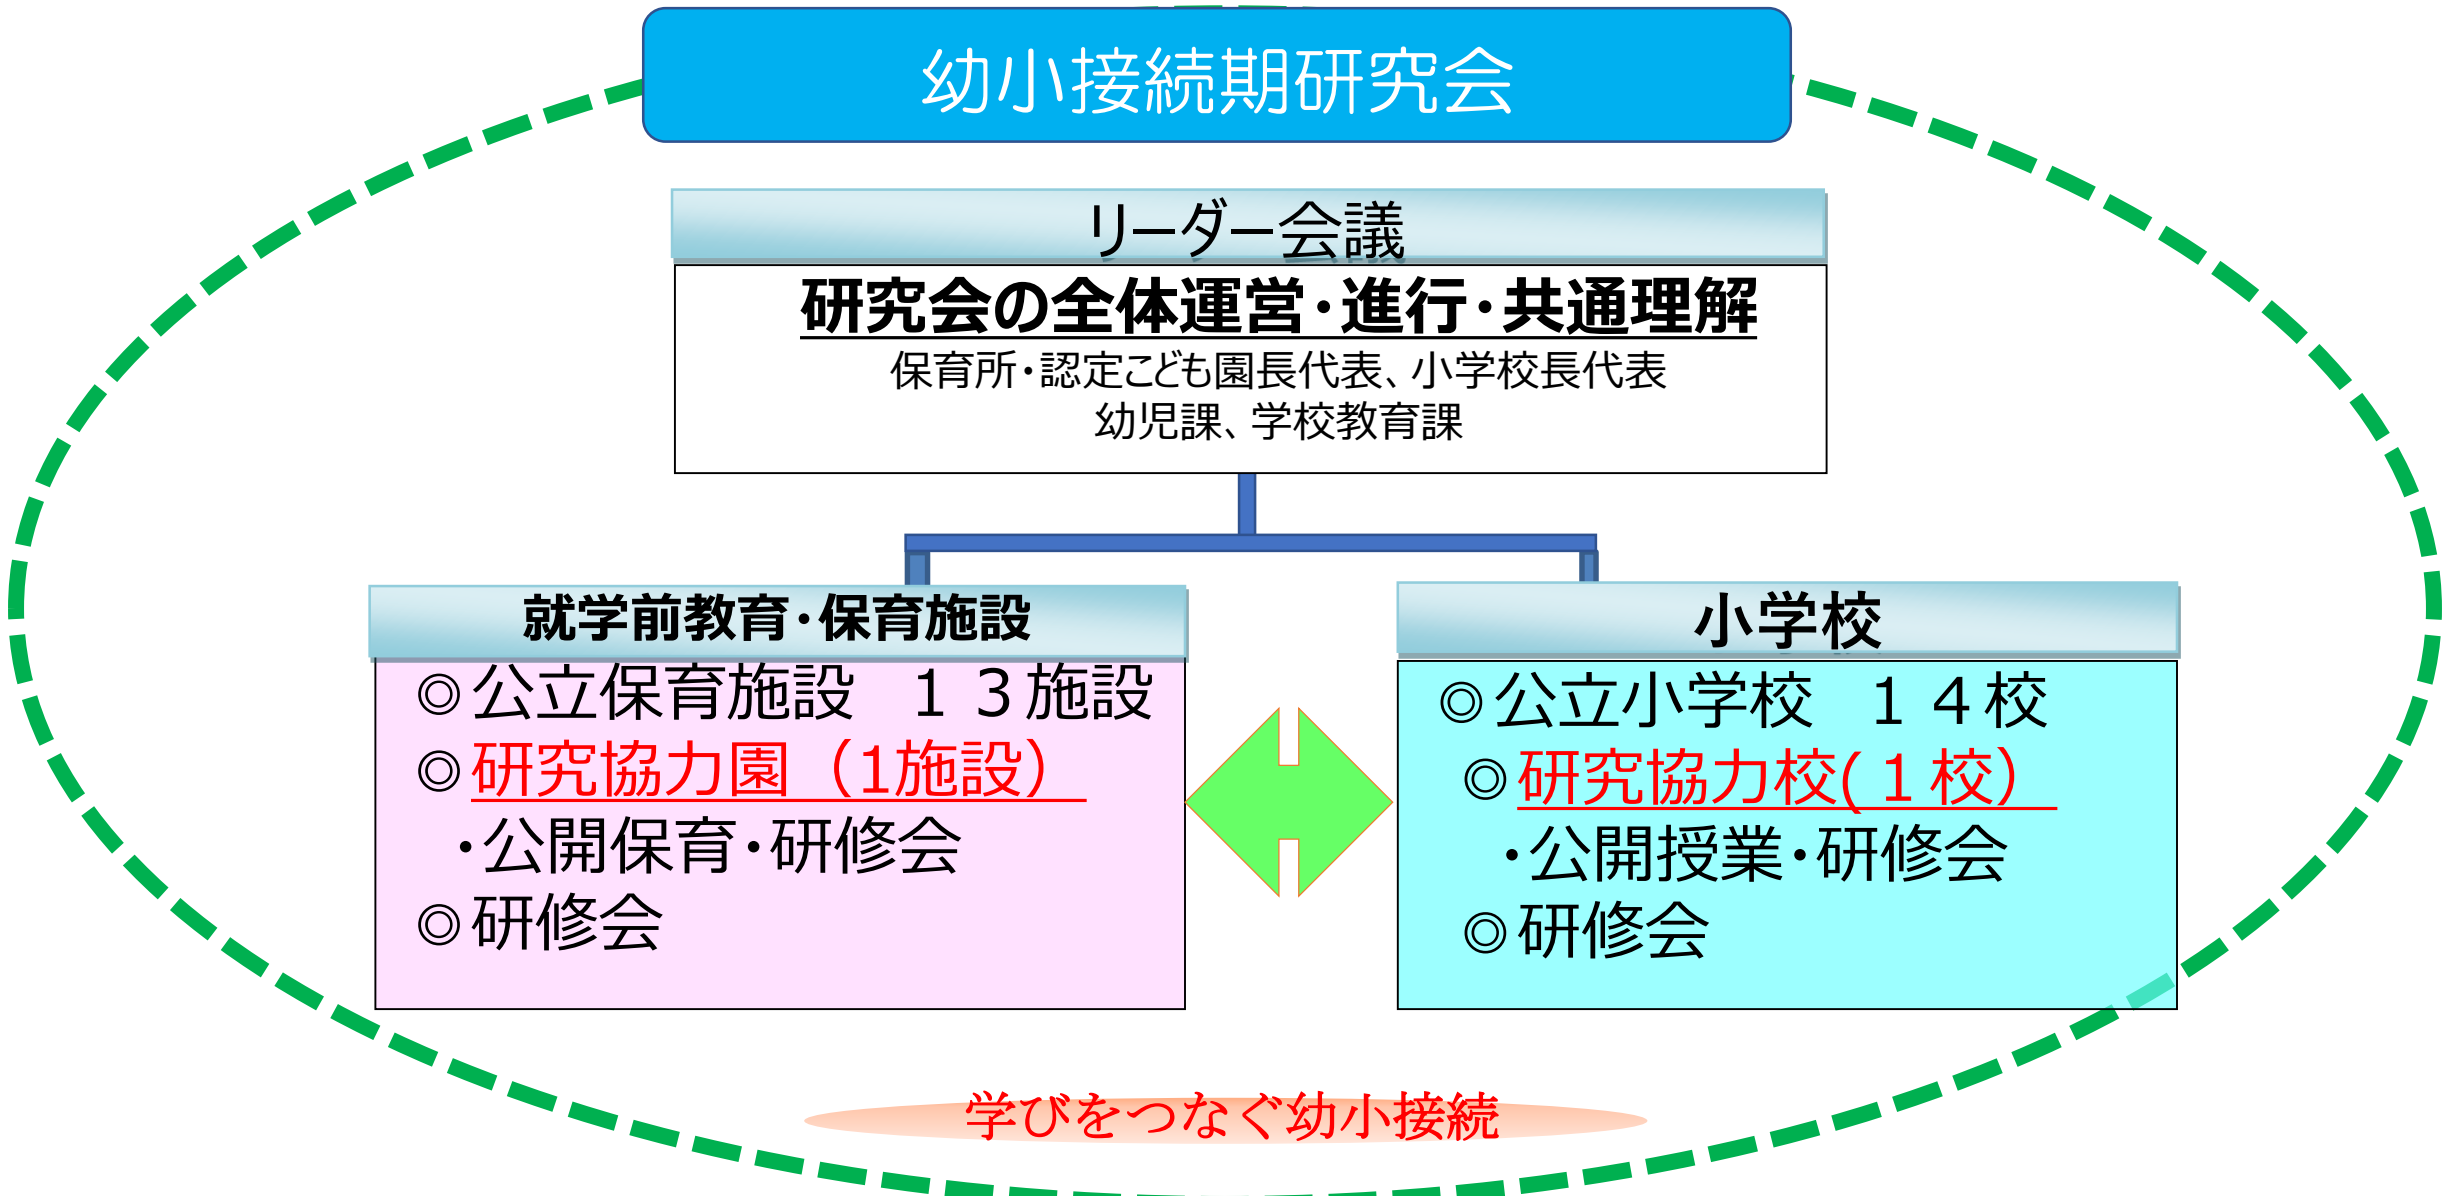 幼小接続期研究会
リーダー会議
研究会の全体運営・進行・共通理解
保育所・認定こども園長代表、小学校長代表
幼児課、学校教育課
就学前教育・保育施設
◎公立保育施設　１３施設
◎研究協力園（1施設）
・公開保育・研修会
◎研修会
小学校
◎公立小学校　１４校
◎研究協力校(１校）
・公開授業・研修会
◎研修会
学びをつなぐ幼小接続